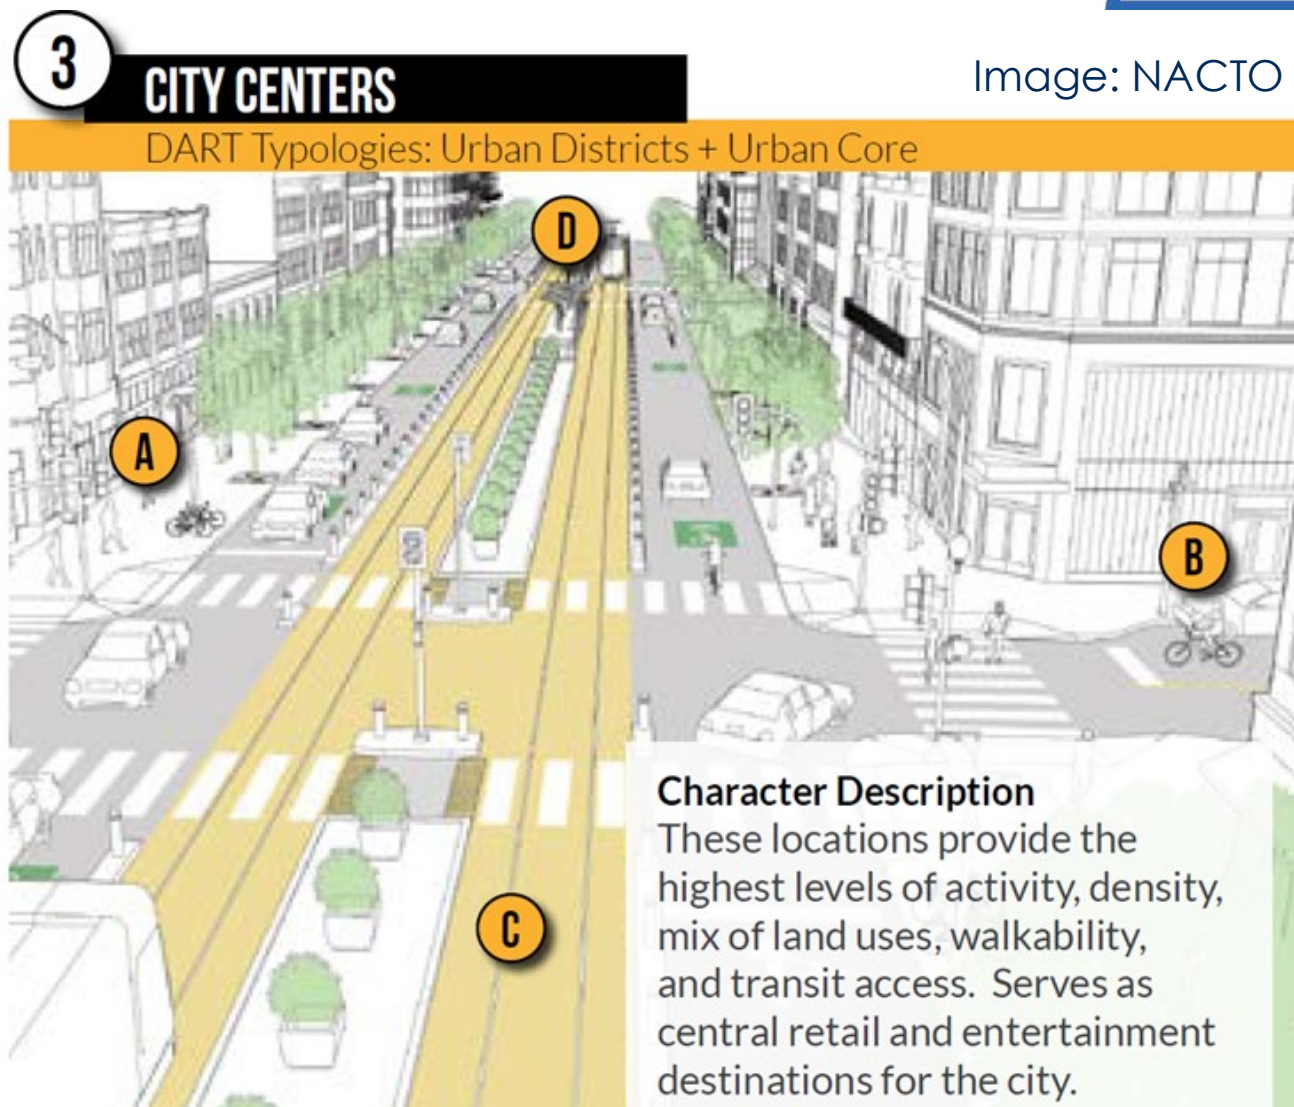 3
CITY CENTERS
Image: NACTO
DART Typologies: Urban Districts + Urban Core
D
A
B
C
Character Description
These locations provide the
highest levels of activity, density,
mix of land uses, walkability,
and transit access. Serves as
central retail and entertainment
destinations for the city.